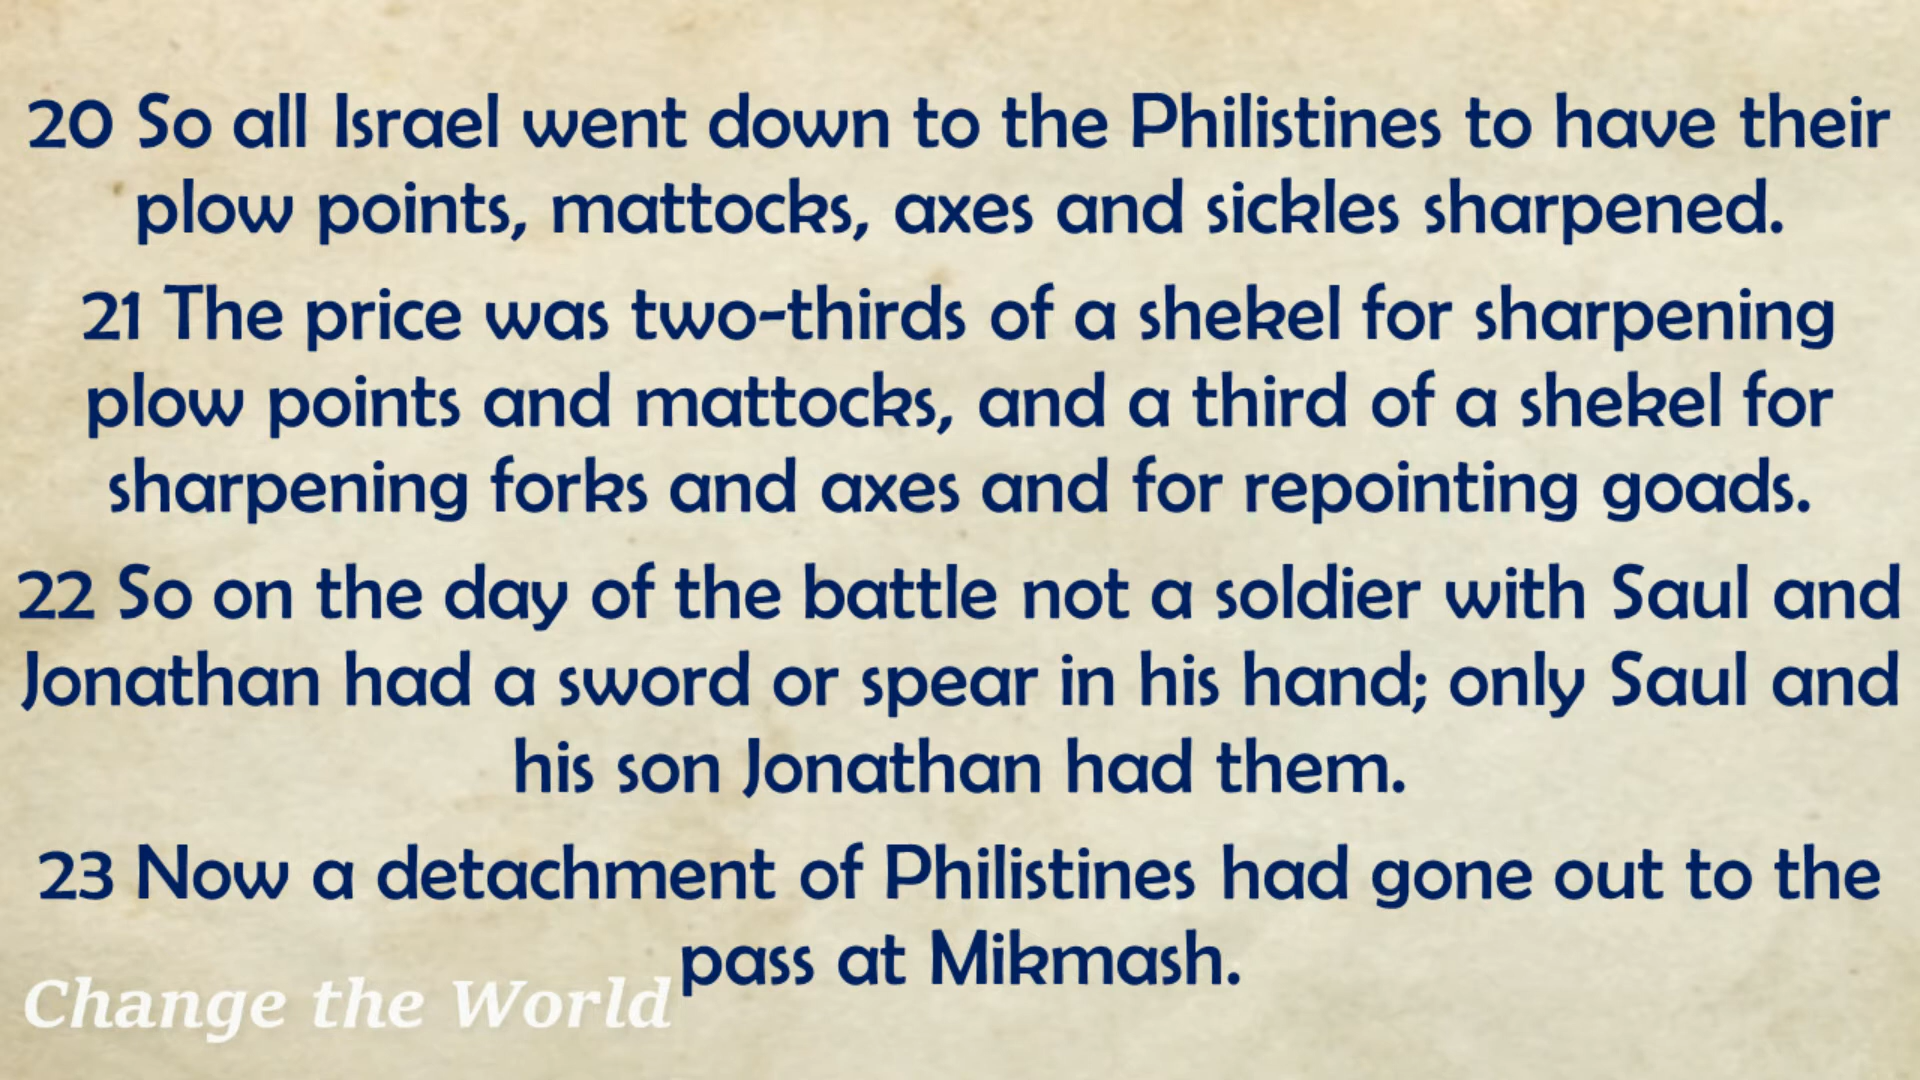 20 So all Israel went down to the Philistines to have their
plow points, mattocks, axes and sickles sharpened.
21 The price was two-thirds of a shekel for sharpening
plow points and mattocks, and a third of a shekel for
sharpening forks and axes and for repointing goads.
22 So on the day of the battle not a soldier with Saul and
Jonathan had a sword or spear in his hand; only Saul and
his son Jonathan had them.
23 Now a detachment of Philistines had gone out to the
pass at Mikmash.
Change the World